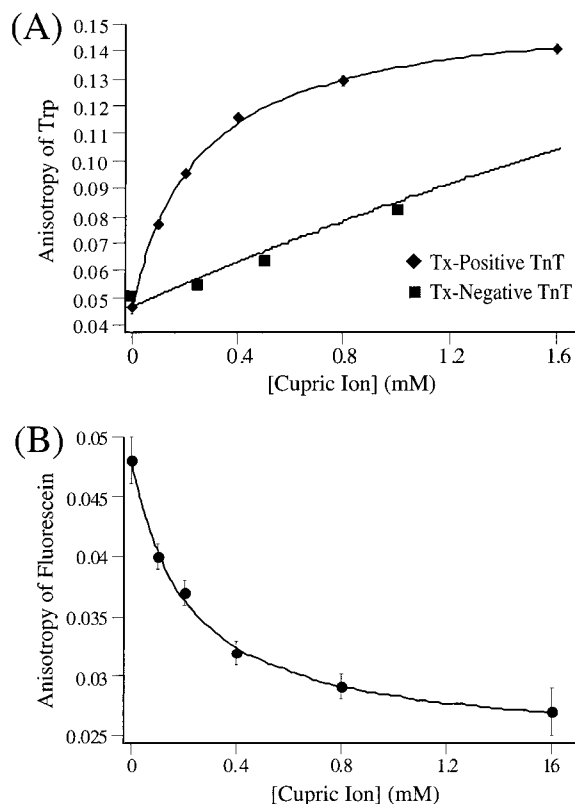 (A)
Anisotropy of Trp
0.15
0.14
0.13
0.12
0.11
0.10
0.09
0.08
0.07
0.06
0.05
0.04
Tx-Positive TnT
Tx-Negative TnT
0 0.4 0.8 1.2 1.6
[Cupric Ion] (mM)
(B)
Anisotropy of Fluorescein
0.05
0.045
0.04
0.035
0.03
0.025
0 0.4 0.8 1.2 16
[Cupric Ion] (mM)